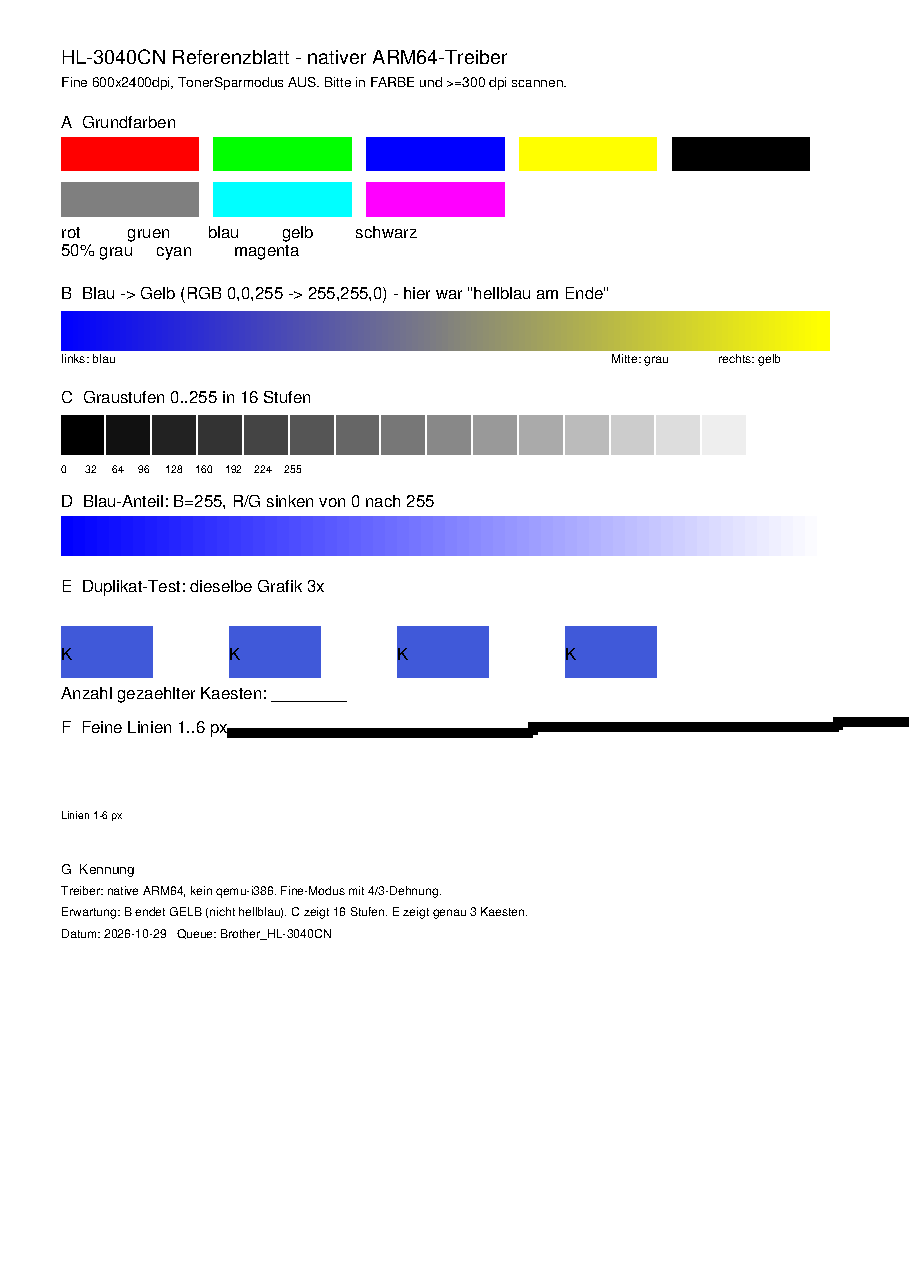 HL-3040CN Referenzblatt - nativer ARM64-Treiber
Fine 600x2400dpi, TonerSparmodus AUS. Bitte in FARBE und >=300 dpi scannen.
A Grundfarben
rot gruen blau gelb schwarz
50% grau cyan magenta
B Blau -> Gelb (RGB 0,0,255 -> 255,255,0) - hier war "hellblau am Ende"
links: blau Mitte: grau rechts: gelb
C Graustufen 0..255 in 16 Stufen
0 32 64 96 128 160 192 224 255
D Blau-Anteil: B=255, R/G sinken von 0 nach 255
E Duplikat-Test: dieselbe Grafik 3x
K K K K
Anzahl gezaehlter Kaesten: ________
F Feine Linien 1..6 px
Linien 1-6 px
G Kennung
Treiber: native ARM64, kein qemu-i386. Fine-Modus mit 4/3-Dehnung.
Erwartung: B endet GELB (nicht hellblau). C zeigt 16 Stufen. E zeigt genau 3 Kaesten.
Datum: 2026-10-29 Queue: Brother_HL-3040CN